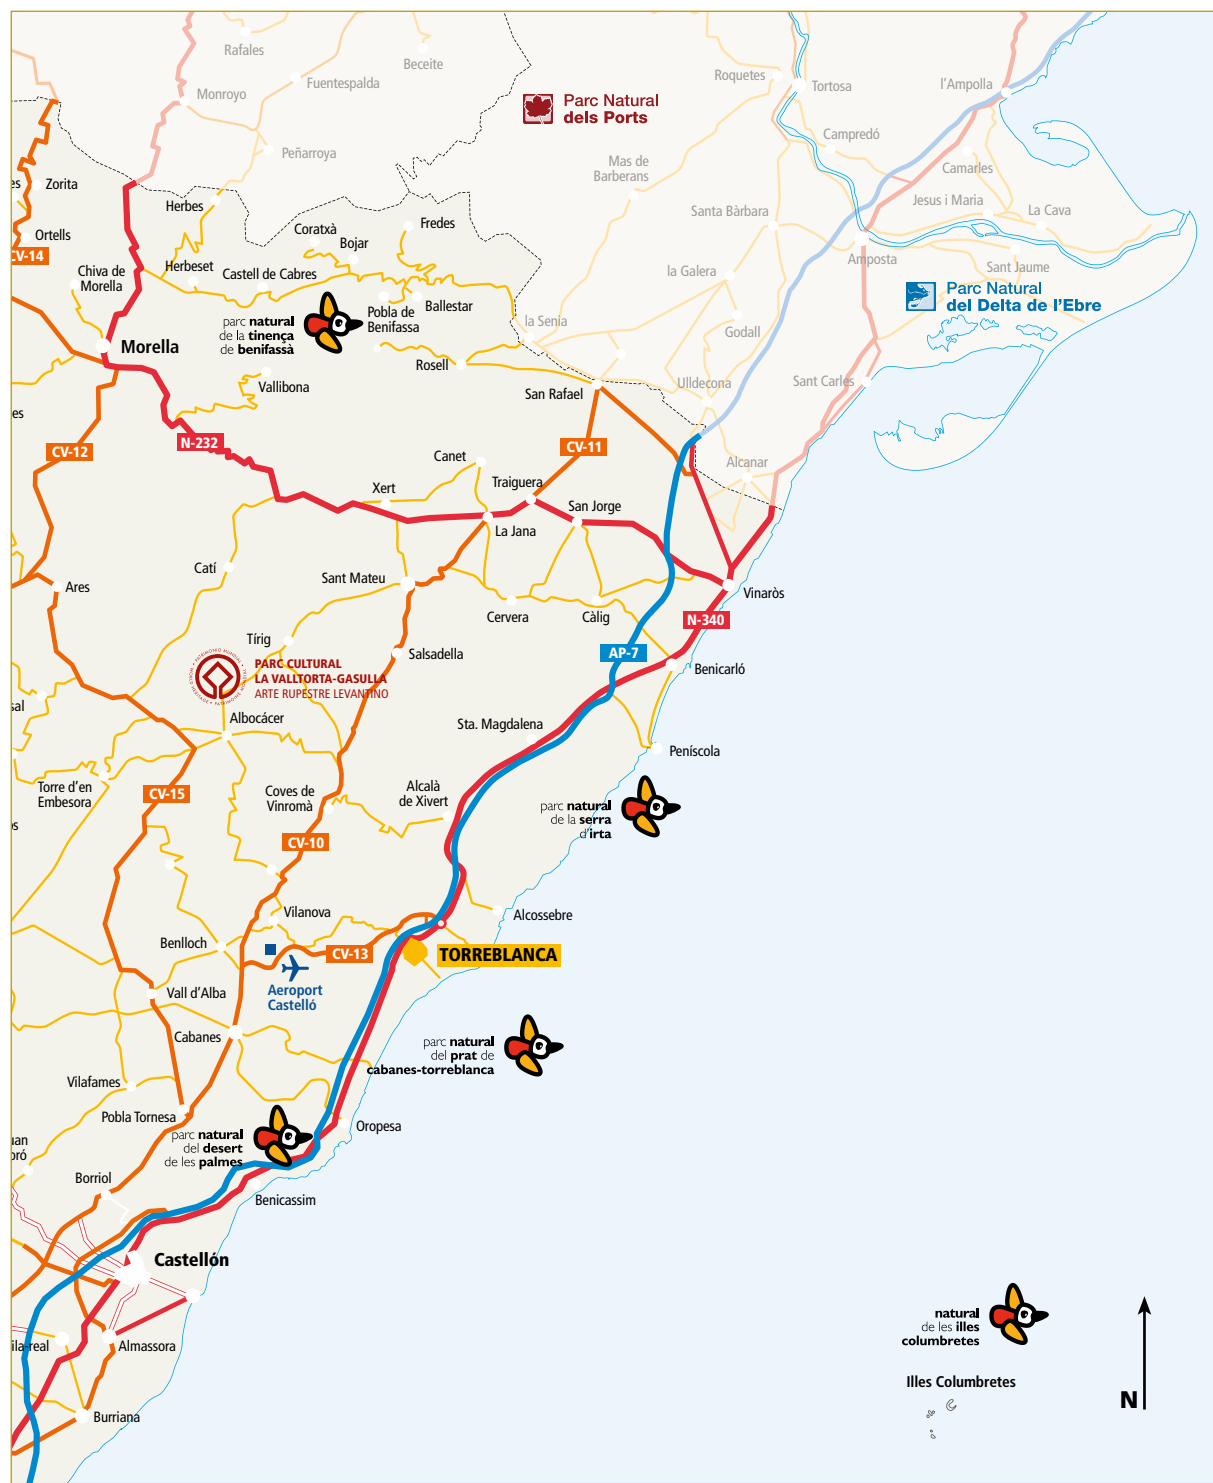 Rafales
Beceite
Fuentespalda
Monroyo
Peñarroya
Roquetes
Tortosa
l'Ampolla
Parc Natural
dels Ports
Campredó
Camarles
Mas de
Barberans
Jesus i Maria
La Cava
Santa Bàrbara
Zorita
Herbes
Ortells
CV-14
Coratxà
Bojar
Fredes
Amposta
Sant Jaume
la Galera
Chiva de
Morella
Herbeset
Castell de Cabres
Ballestar
Pobla de
Benifassa
Parc Natural
del Delta de l'Ebre
parc natural
de la tinença
de benifassà
la Senia
Godall
Morella
Rosell
Vallibona
San Rafael
Ulldecona
Sant Carles
CV-12
N-232
CV-11
Canet
Alcanar
Xert
Traiguera
San Jorge
La Jana
Catí
Sant Mateu
Ares
Vinaròs
Cervera
Càlig
N-340
Tírig
Salsadella
AP-7
Benicarló
PARC CULTURAL
LA VALLTORTA-GASULLA
ARTE RUPESTRE LEVANTINO
Albocácer
Sta. Magdalena
Peníscola
Torre d'en
Embesora
CV-15
Coves de
Vinromà
Alcalà
de Xivert
parc natural
de la serra
d'irta
CV-10
Vilanova
Alcossebre
Benlloch
CV-13
TORREBLANCA
Aeroport
Castelló
Vall d'Alba
Cabanes
parc natural
del prat de
cabanes-torreblanca
Vilafames
Pobla Tornesa
Oropesa
parc natural
del desert
de les palmes
Borriol
Benicassim
Castellón
ila-real
Almassora
natural
de les illes
columbretes
Illes Columbretes
N
Burriana